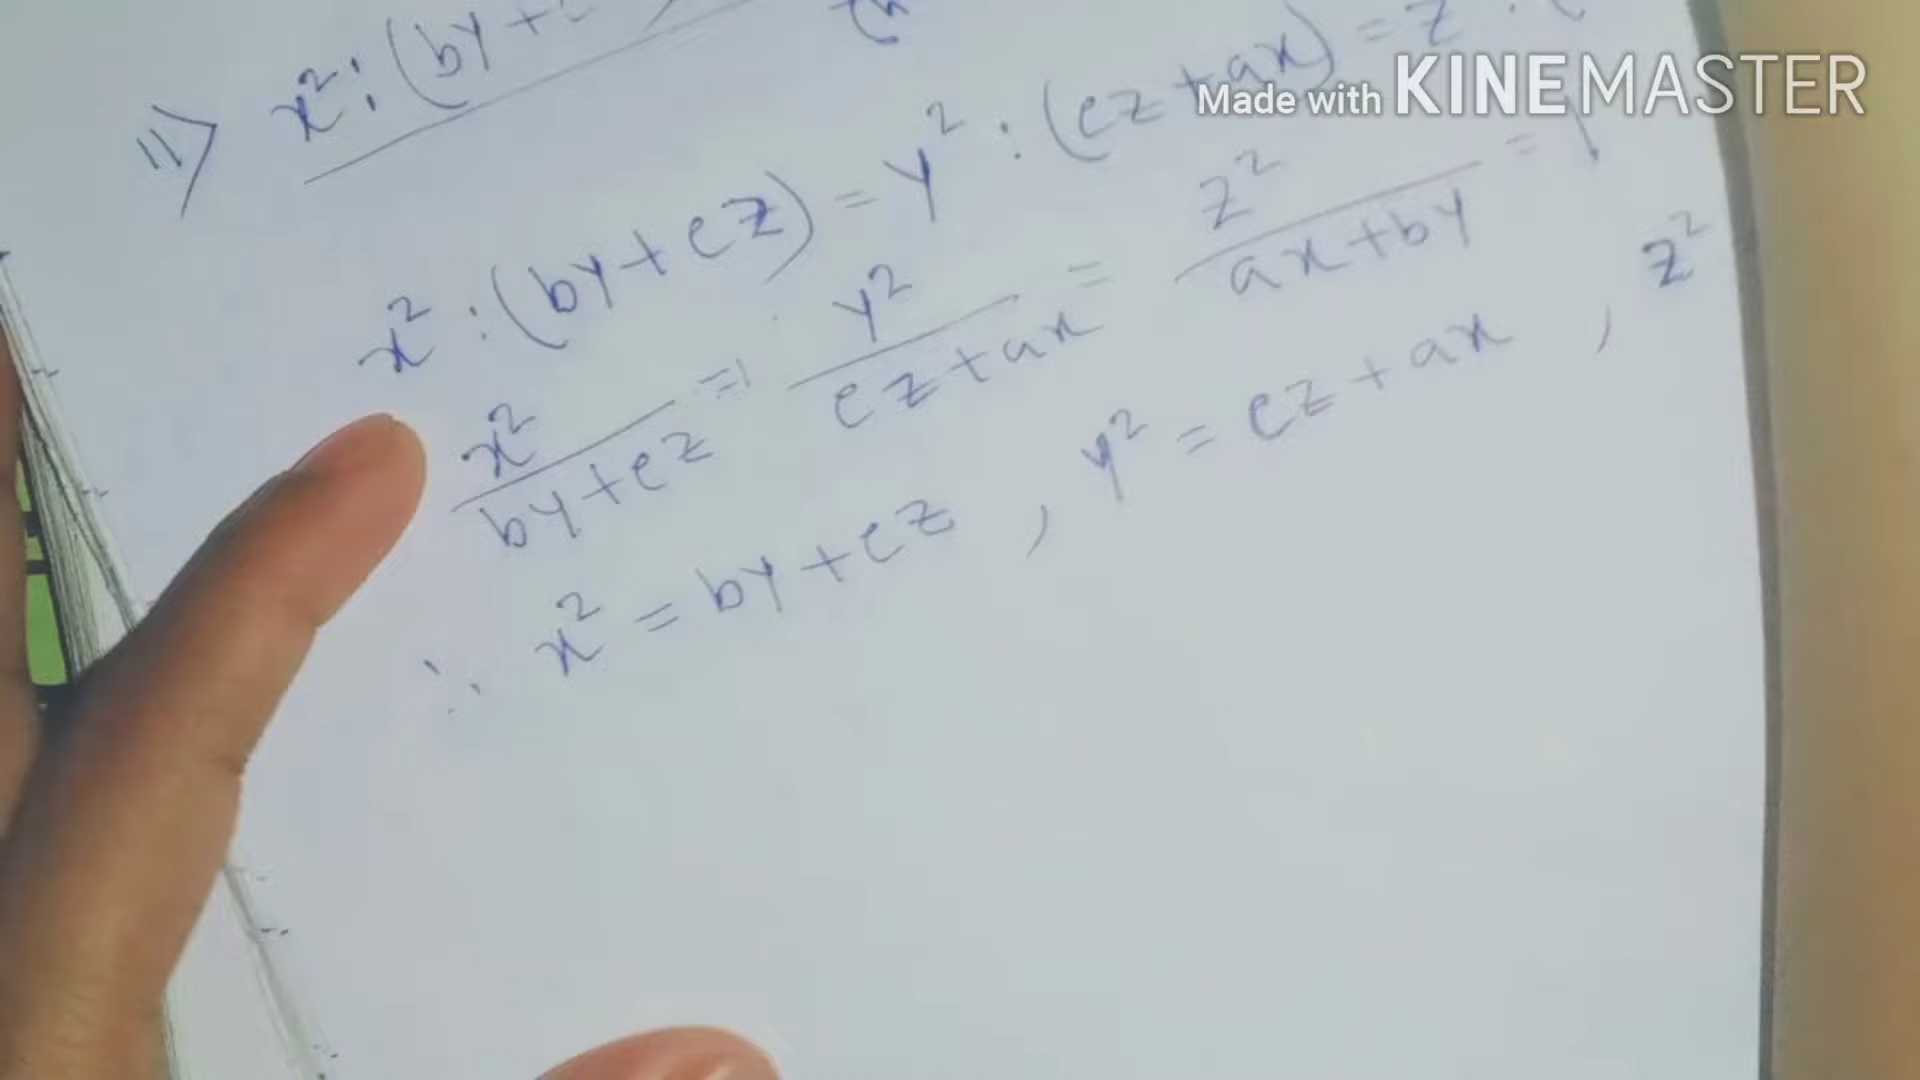 11) x²:(by+c
x²:(by+cz) = y²:(cz+ax) = z
x²/by+cz = y²/cz+ax = z²/ax+by = 1
∴ x² = by+cz , y² = cz+ax , z²
Made with KINEMASTER